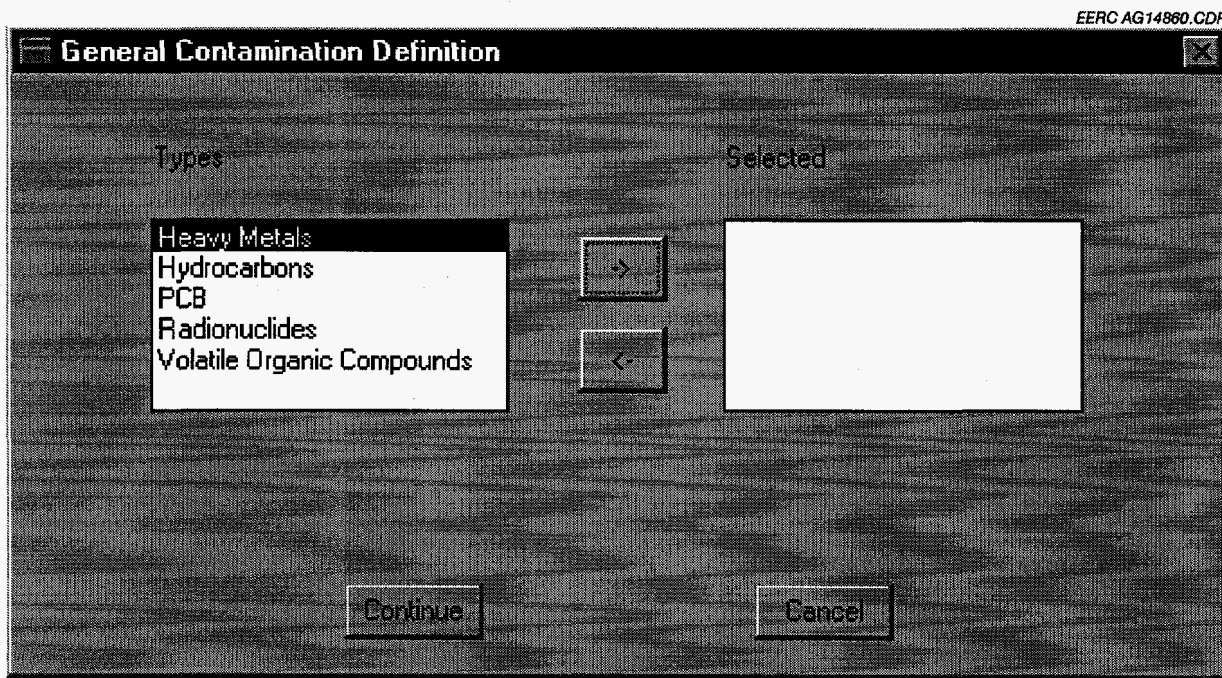 EERC AG14860.CDR
General Contamination Definition
Types
Selected
Heavy Metals
Hydrocarbons
PCB
Radionuclides
Volatile Organic Compounds
->
<-
Continue
Cancel